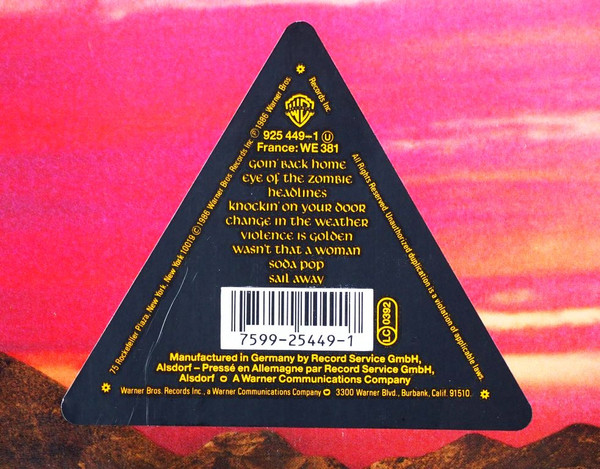 Records Inc
WB
925 449-1 U
France: WE 381
GOIN' BACK HOME
EYE OF THE ZOMBIE
HEADLINES
KNOCKIN' ON YOUR DOOR
CHANGE IN THE WEATHER
VIOLENCE IS GOLDEN
WASN'T THAT A WOMAN
SODA POP
SAIL AWAY
7599-25449-1
LC 0392
Manufactured in Germany by Record Service GmbH,
Alsdorf – Pressé en Allemagne par Record Service GmbH,
Alsdorf ○ A Warner Communications Company
Warner Bros. Records Inc., a Warner Communications Company ○ 3300 Warner Blvd., Burbank, Calif. 91510.
75 Rockefeller Plaza, New York, New York 10019 ©1986 Warner Bros. Records Inc. ℗1986 Warner Bros.
All Rights Reserved. Unauthorized duplication is a violation of applicable laws.